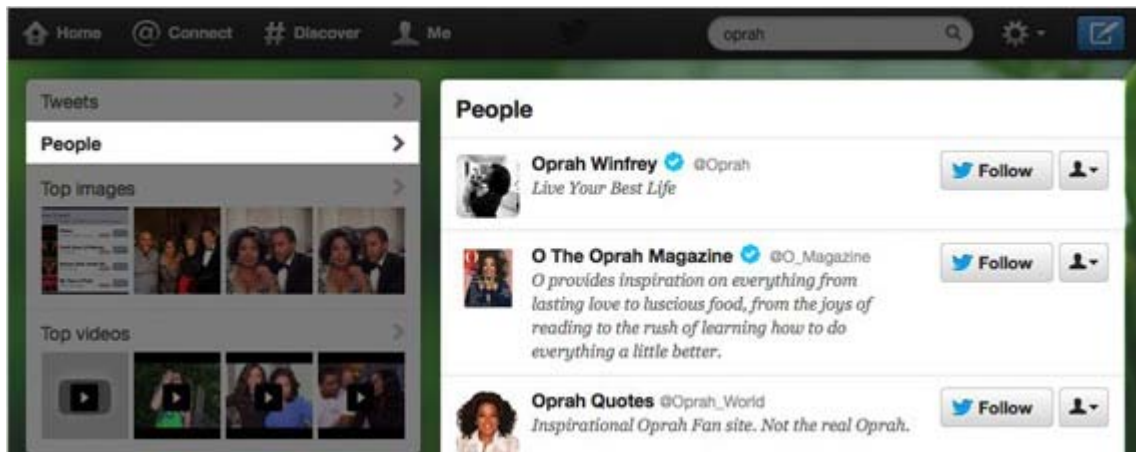 Home @ Connect # Discover Me
oprah
Tweets
People
Top images
Top videos
People
Oprah Winfrey @Oprah
Live Your Best Life
Follow
O The Oprah Magazine @O_Magazine
O provides inspiration on everything from
lasting love to luscious food, from the joys of
reading to the rush of learning how to do
everything a little better.
Follow
Oprah Quotes @Oprah_World
Inspirational Oprah Fan site. Not the real Oprah.
Follow